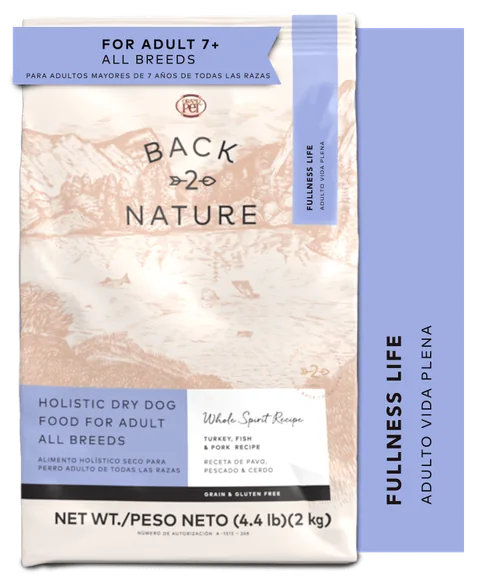 FOR ADULT 7+
ALL BREEDS
PARA ADULTOS MAYORES DE 7 AÑOS DE TODAS LAS RAZAS
GRAND
PET
BACK
2
NATURE
FULLNESS LIFE
ADULTO VIDA PLENA
2
HOLISTIC DRY DOG
FOOD FOR ADULT
ALL BREEDS
ALIMENTO HOLÍSTICO SECO PARA
PERRO ADULTO DE TODAS LAS RAZAS
Whole Spirit Recipe
TURKEY, FISH
& PORK RECIPE
RECETA DE PAVO,
PESCADO & CERDO
GRAIN & GLUTEN FREE
NET WT./PESO NETO (4.4 lb)(2 kg)
FULLNESS LIFE
ADULTO VIDA PLENA